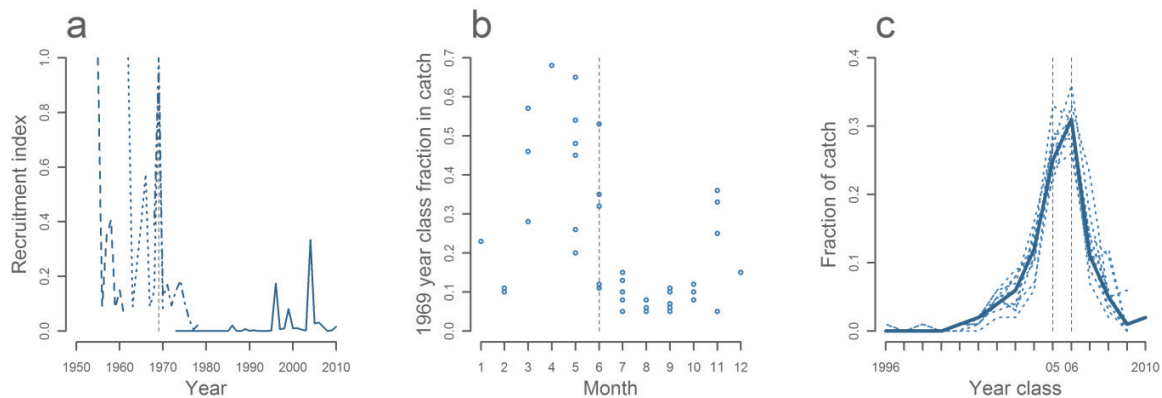 a
Recruitment index
0.0 0.2 0.4 0.6 0.8 1.0
1950 1960 1970 1980 1990 2000 2010
Year
b
1969 year class fraction in catch
0.0 0.1 0.2 0.3 0.4 0.5 0.6 0.7
1 2 3 4 5 6 7 8 9 10 11 12
Month
c
Fraction of catch
0.0 0.1 0.2 0.3 0.4
1996 05 06 2010
Year class